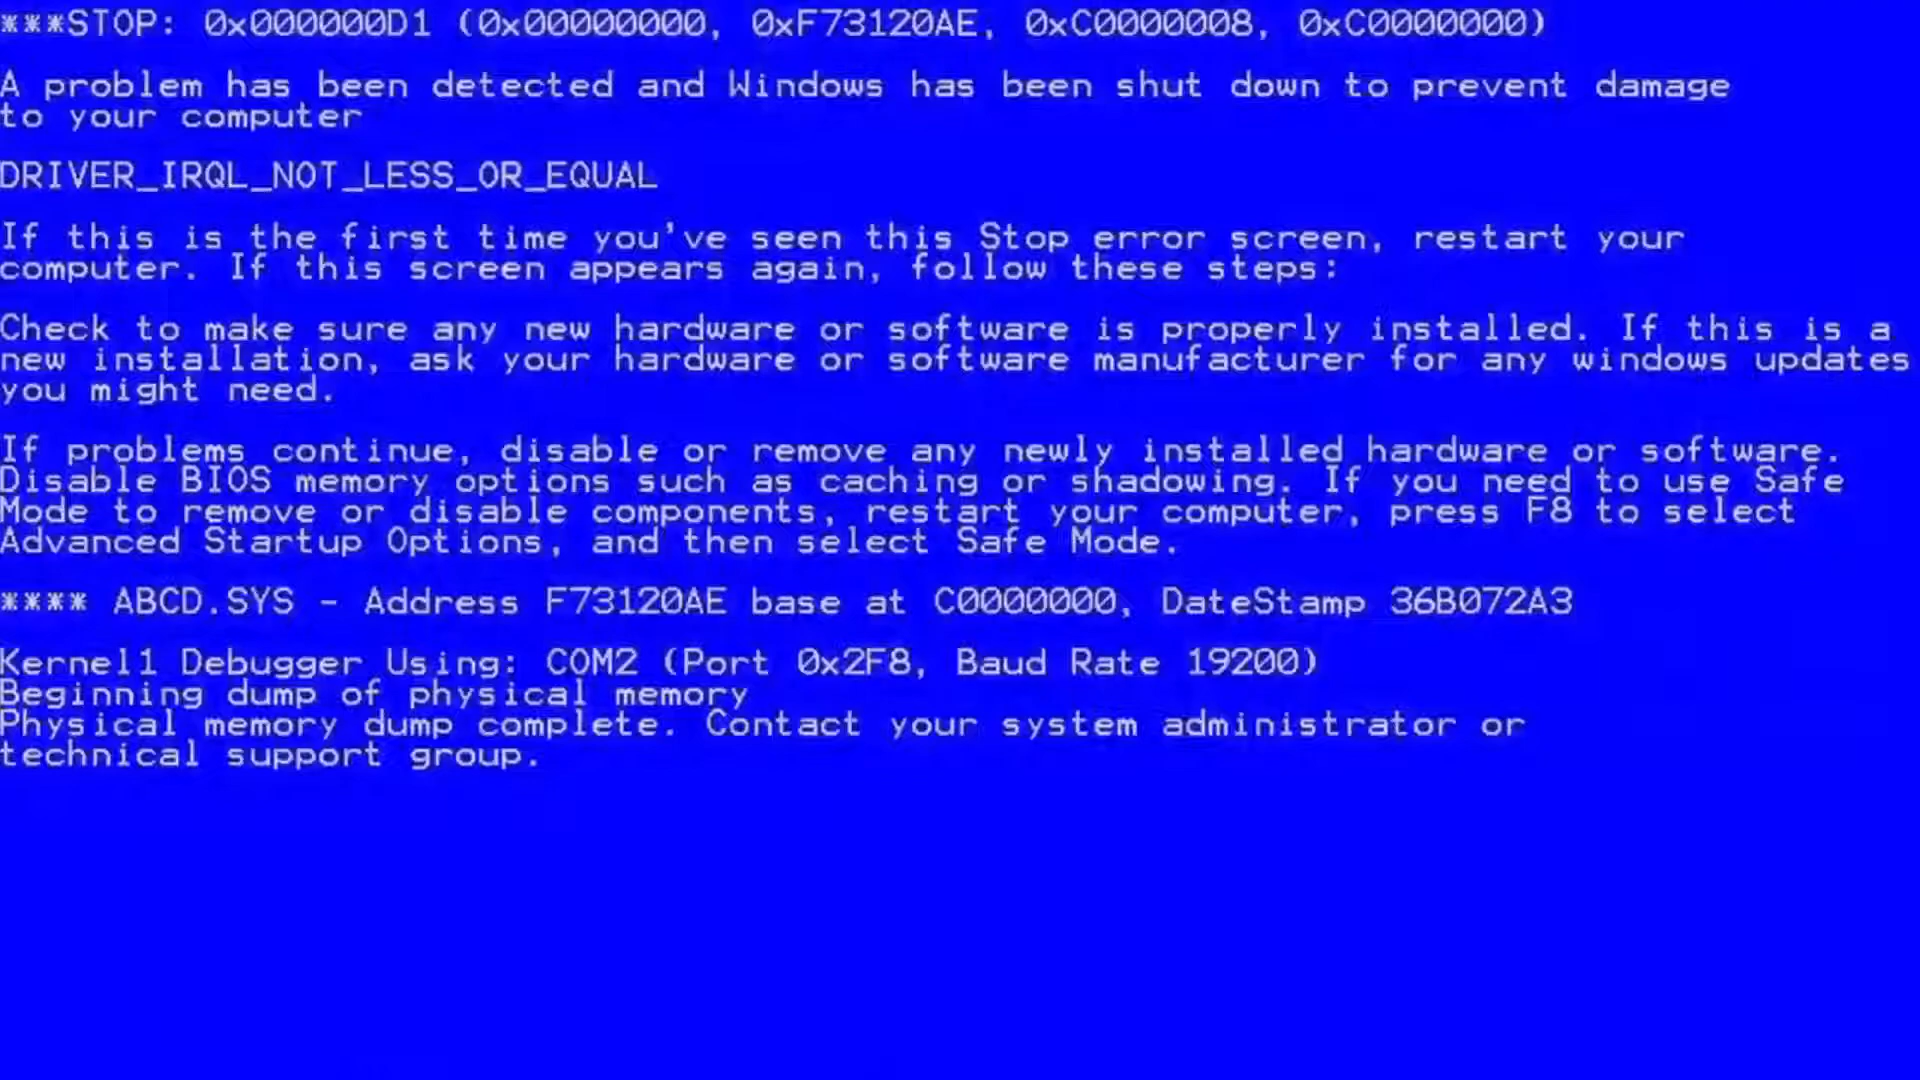 ***STOP: 0x000000D1 (0x00000000, 0xF73120AE, 0xC0000008, 0xC0000000)
A problem has been detected and Windows has been shut down to prevent damage
to your computer
DRIVER_IRQL_NOT_LESS_OR_EQUAL
If this is the first time you've seen this Stop error screen, restart your
computer. If this screen appears again, follow these steps:
Check to make sure any new hardware or software is properly installed. If this is a
new installation, ask your hardware or software manufacturer for any windows updates
you might need.
If problems continue, disable or remove any newly installed hardware or software.
Disable BIOS memory options such as caching or shadowing. If you need to use Safe
Mode to remove or disable components, restart your computer, press F8 to select
Advanced Startup Options, and then select Safe Mode.
**** ABCD.SYS - Address F73120AE base at C0000000, DateStamp 36B072A3
Kernel1 Debugger Using: COM2 (Port 0x2F8, Baud Rate 19200)
Beginning dump of physical memory
Physical memory dump complete. Contact your system administrator or
technical support group.